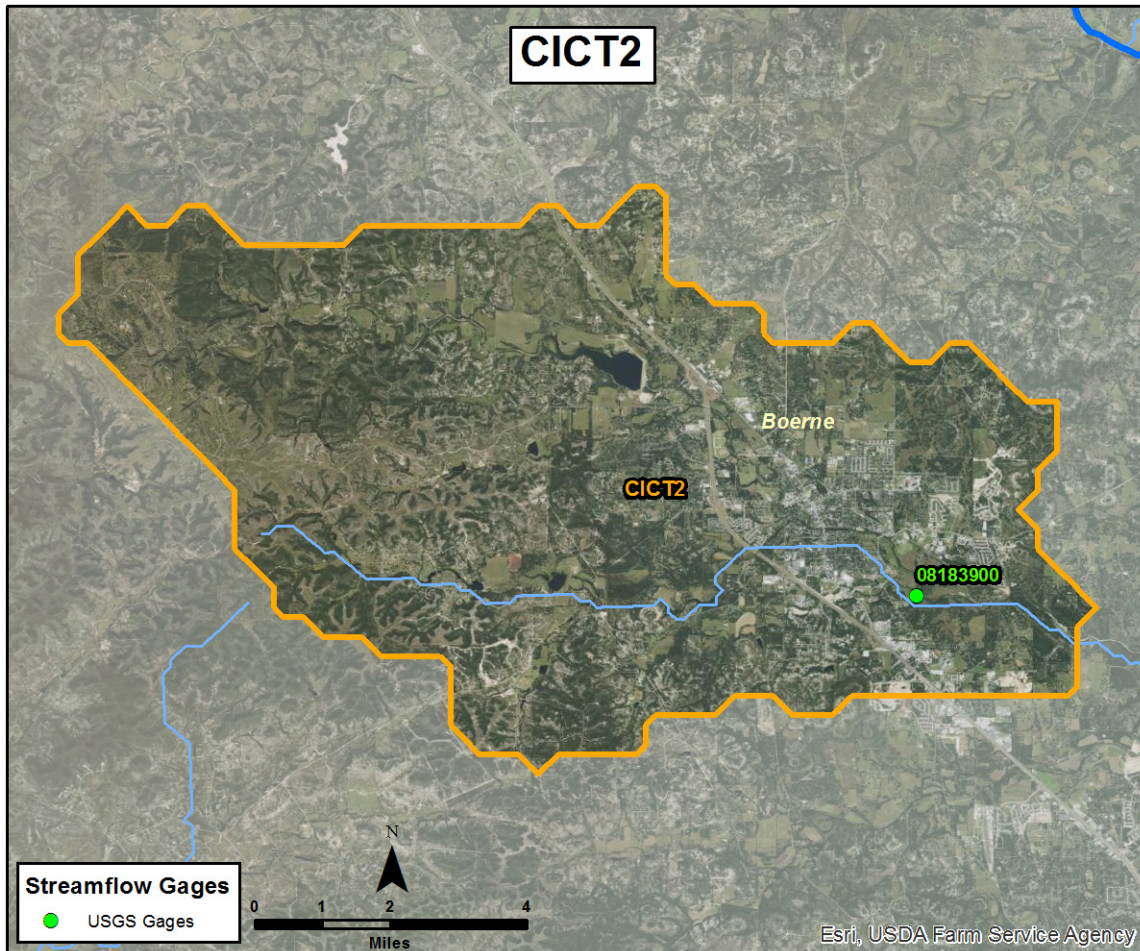 CICT2
Boerne
CICT2
08183900
N
Streamflow Gages
USGS Gages
0 1 2 4
Miles
Esri, USDA Farm Service Agency